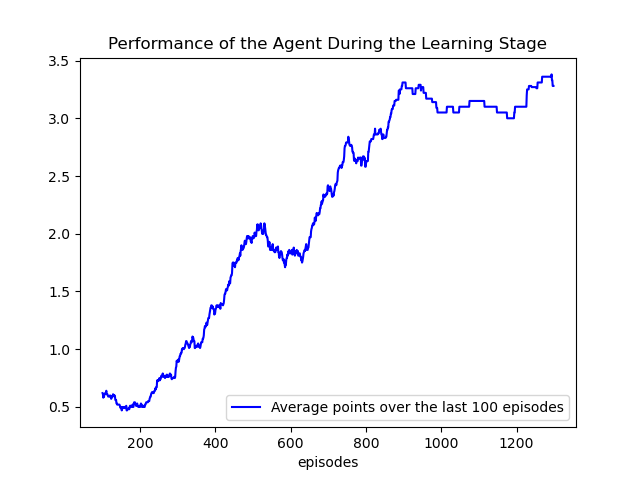 Performance of the Agent During the Learning Stage
3.5
3.0
2.5
2.0
1.5
1.0
0.5
Average points over the last 100 episodes
200 400 600 800 1000 1200
episodes